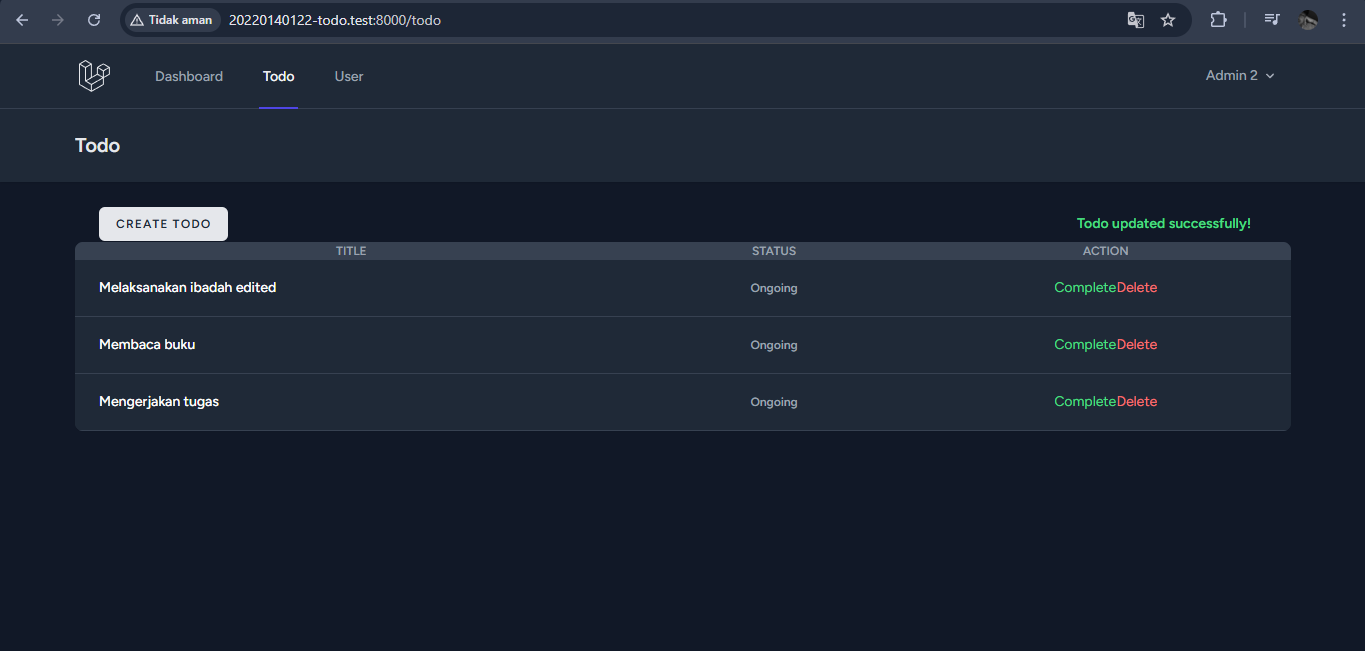 Tidak aman 20220140122-todo.test:8000/todo
Dashboard Todo User Admin 2
Todo
CREATE TODO Todo updated successfully!
TITLE STATUS ACTION
Melaksanakan ibadah edited Ongoing CompleteDelete
Membaca buku Ongoing CompleteDelete
Mengerjakan tugas Ongoing CompleteDelete